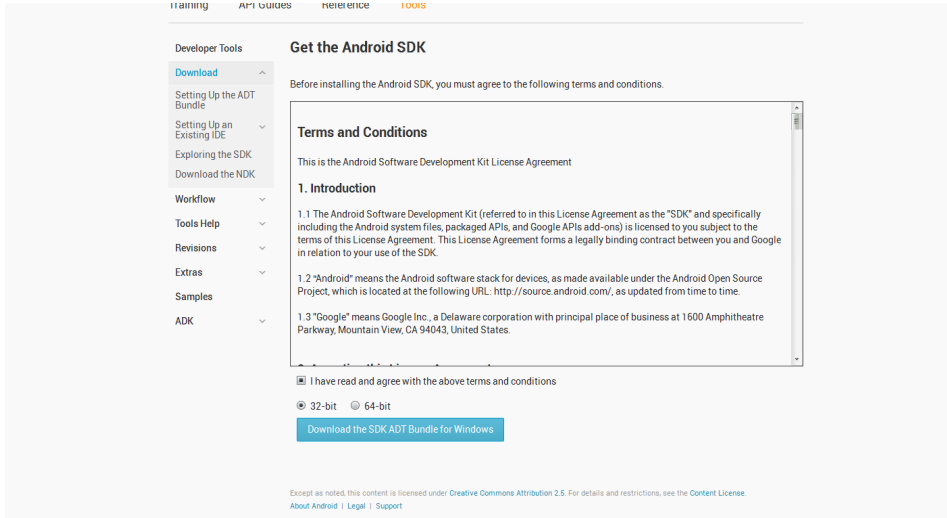 Training API Guides Reference Tools
Developer Tools
Download
Setting Up the ADT
Bundle
Setting Up an
Existing IDE
Exploring the SDK
Download the NDK
Workflow
Tools Help
Revisions
Extras
Samples
ADK
Get the Android SDK
Before installing the Android SDK, you must agree to the following terms and conditions.
Terms and Conditions
This is the Android Software Development Kit License Agreement
1. Introduction
1.1 The Android Software Development Kit (referred to in this License Agreement as the "SDK" and specifically
including the Android system files, packaged APIs, and Google APIs add-ons) is licensed to you subject to the
terms of this License Agreement. This License Agreement forms a legally binding contract between you and Google
in relation to your use of the SDK.
1.2 "Android" means the Android software stack for devices, as made available under the Android Open Source
Project, which is located at the following URL: http://source.android.com/, as updated from time to time.
1.3 "Google" means Google Inc., a Delaware corporation with principal place of business at 1600 Amphitheatre
Parkway, Mountain View, CA 94043, United States.
I have read and agree with the above terms and conditions
32-bit 64-bit
Download the SDK ADT Bundle for Windows
Except as noted, this content is licensed under Creative Commons Attribution 2.5. For details and restrictions, see the Content License.
About Android | Legal | Support